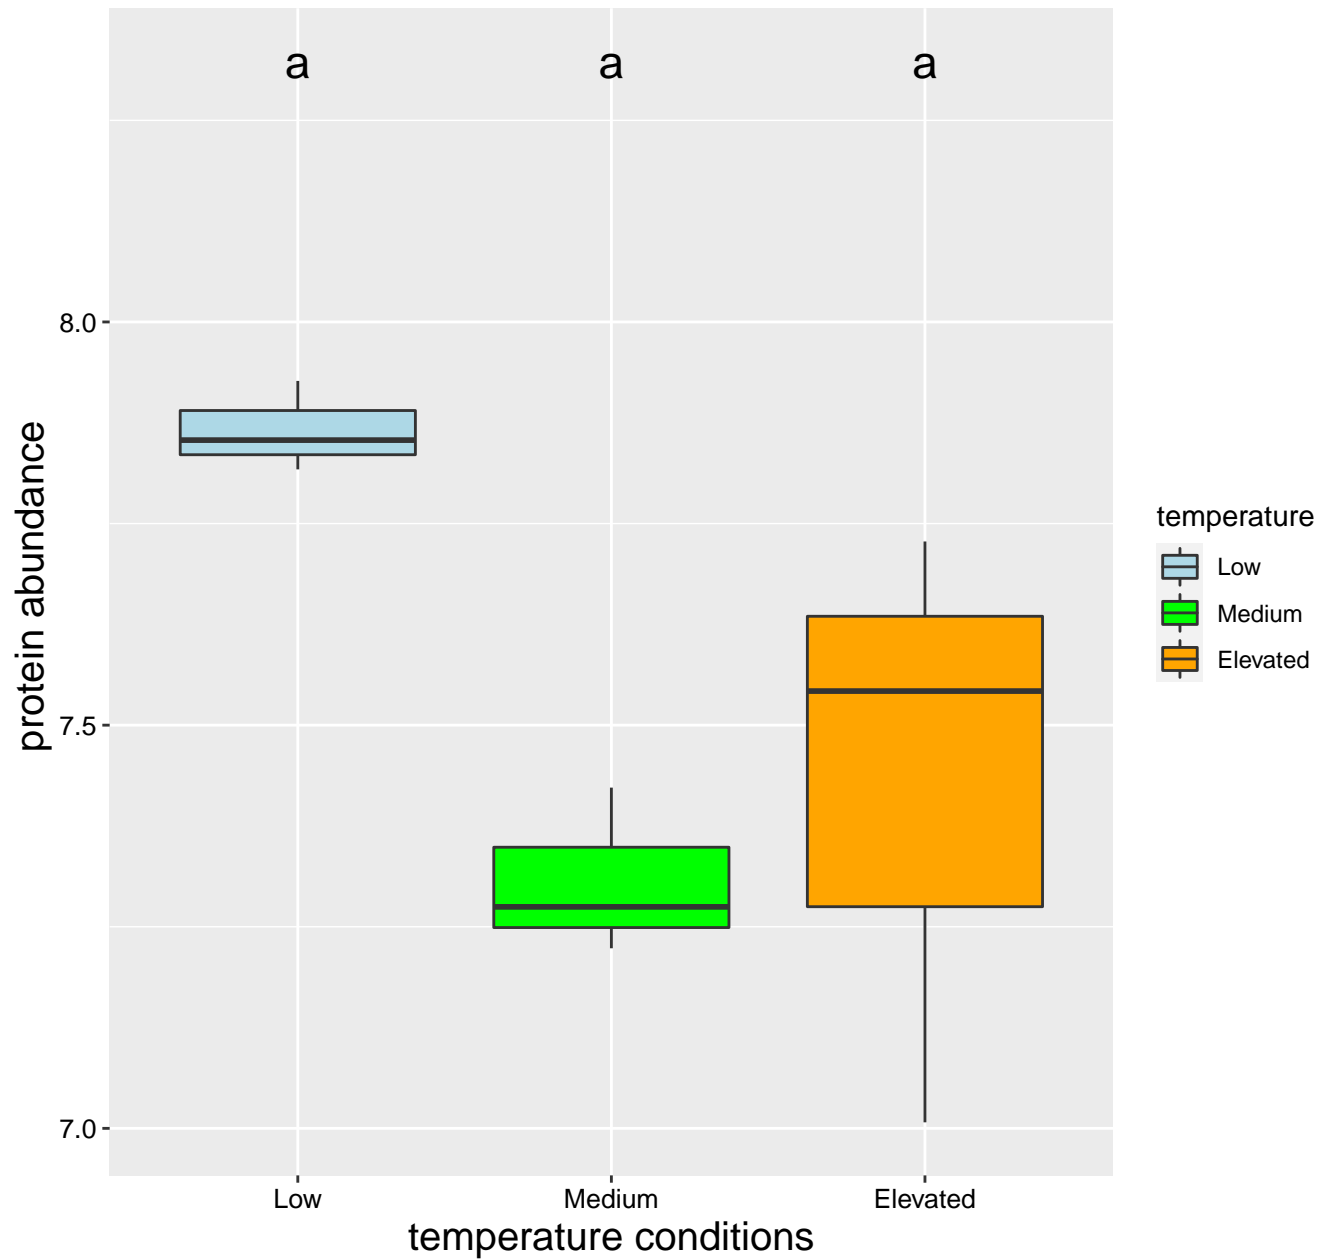 a a a
8.0
7.5
7.0
protein abundance
Low Medium Elevated
temperature conditions
temperature
Low
Medium
Elevated